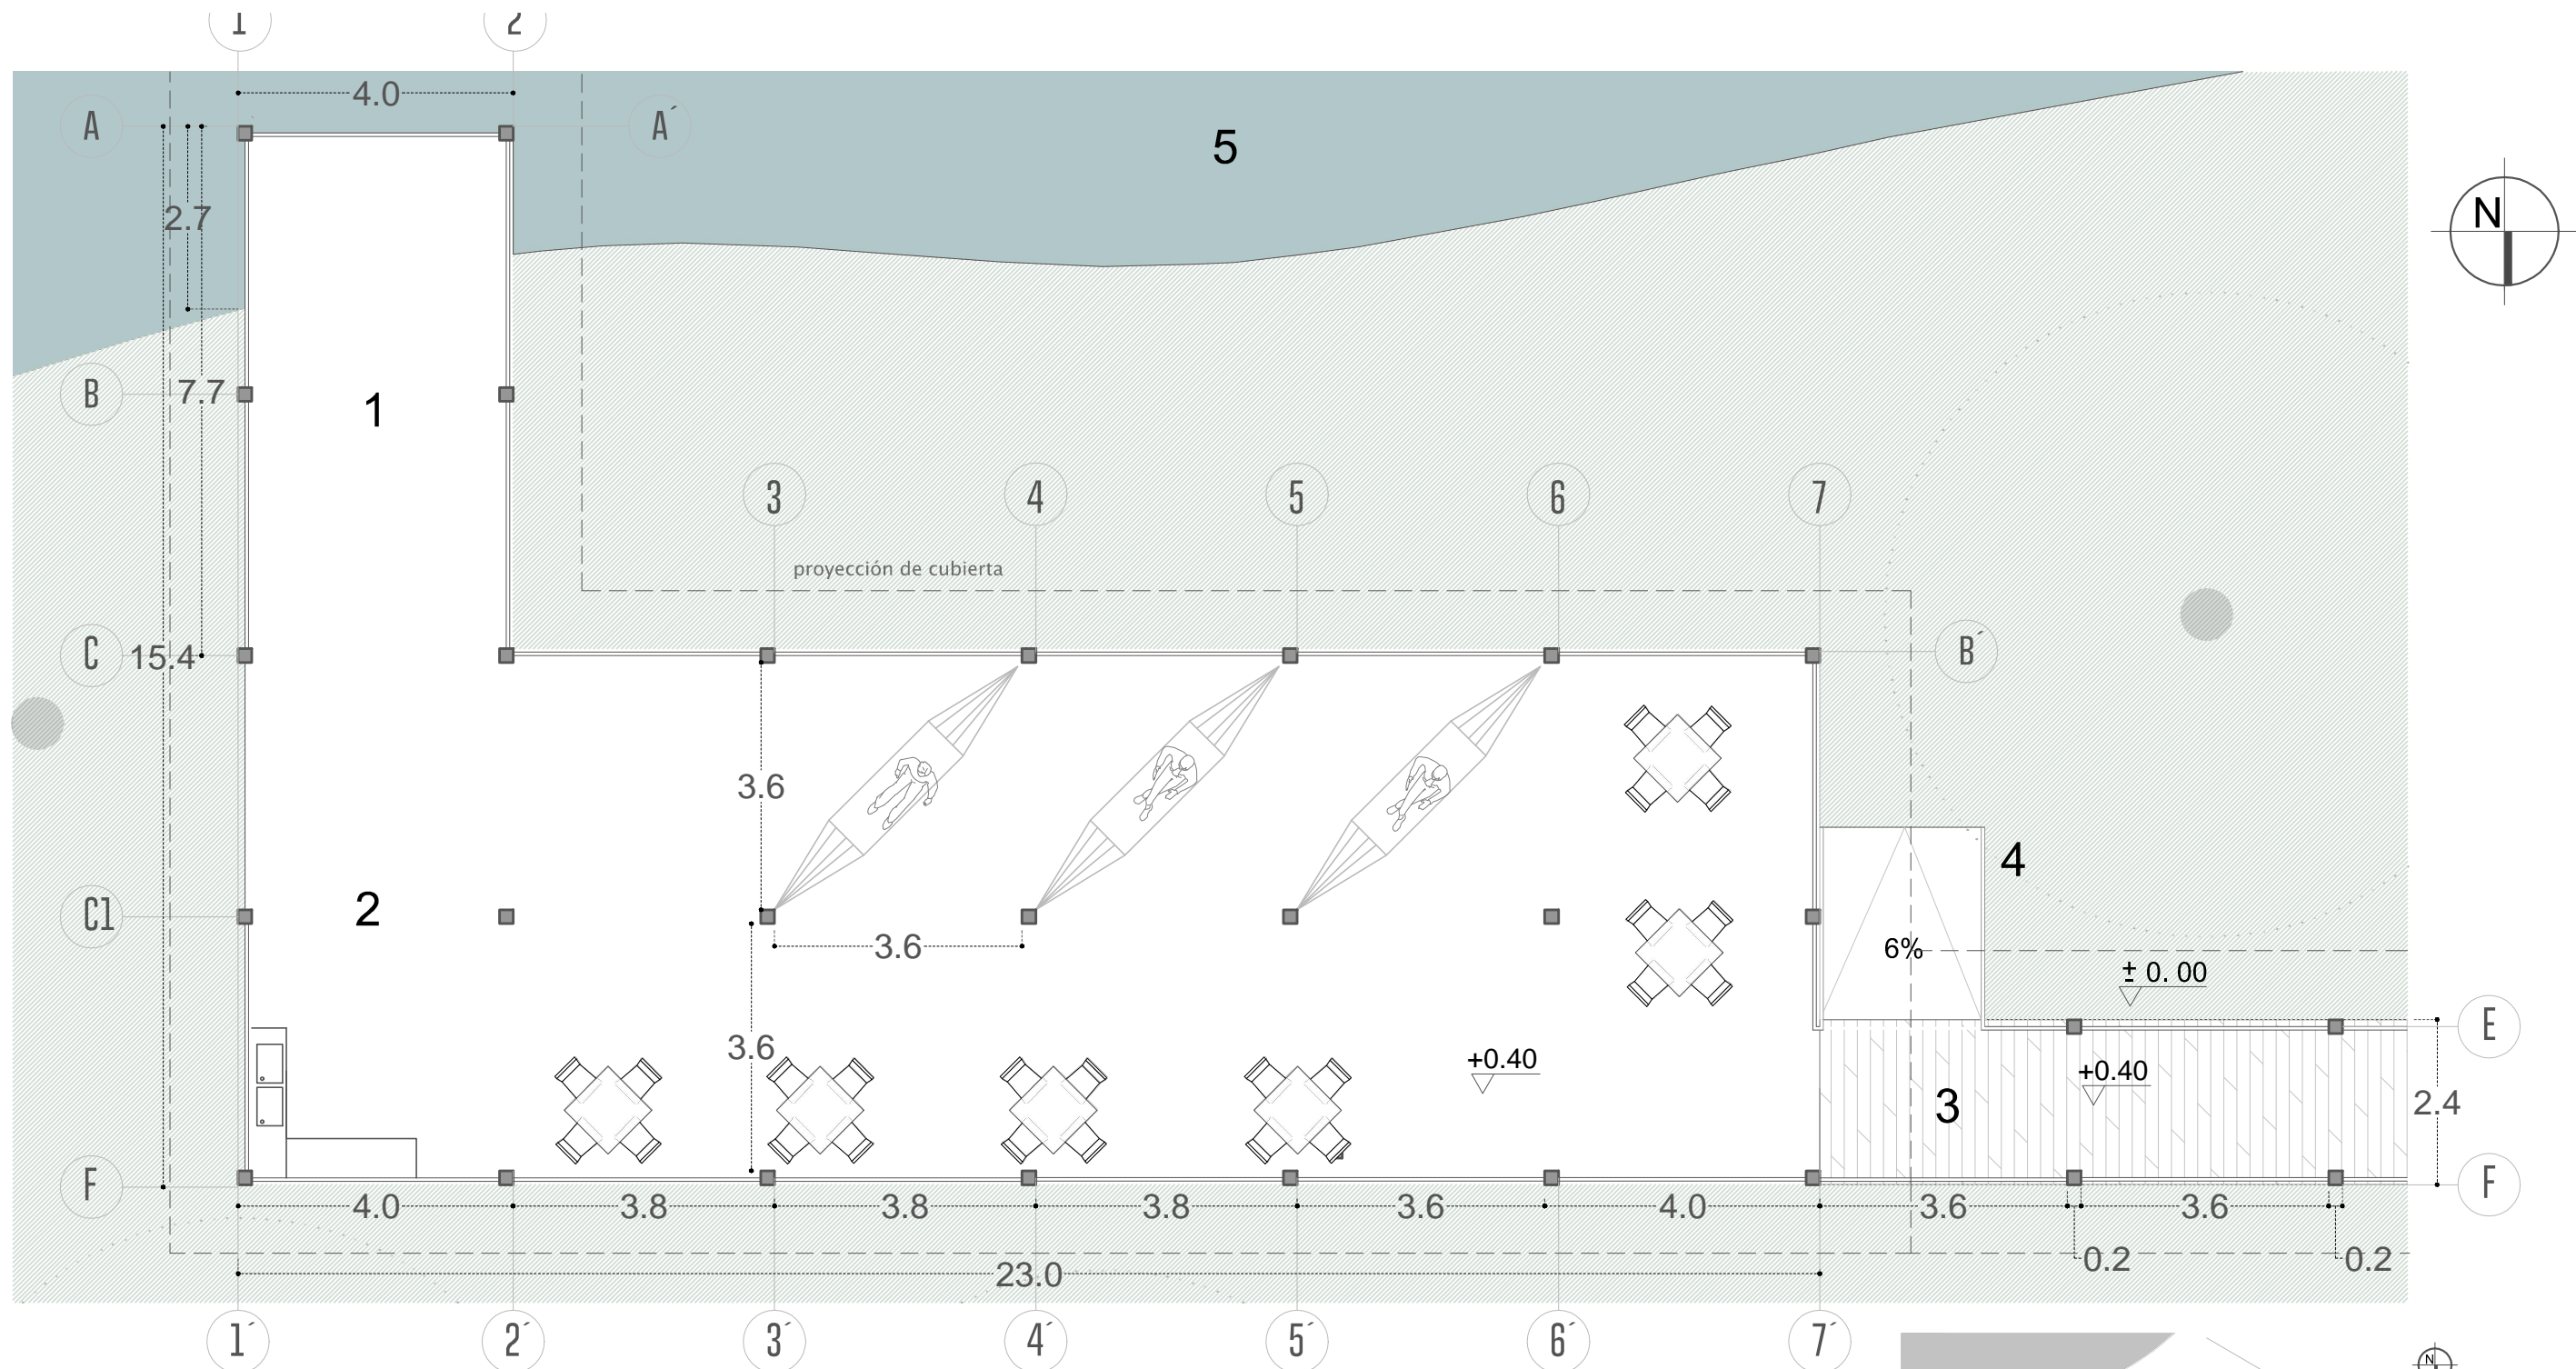 1 2
4.0
A A´
5
N
2.7
B 7.7 1
3 4 5 6 7
proyección de cubierta
C 15.4 B´
3.6
4
C1 2
3.6 6%
± 0.00
E
3.6 +0.40 +0.40
3 2.4
F F
4.0 3.8 3.8 3.8 3.6 4.0 3.6 3.6
0.2 0.2
23.0
1´ 2´ 3´ 4´ 5´ 6´ 7´
N